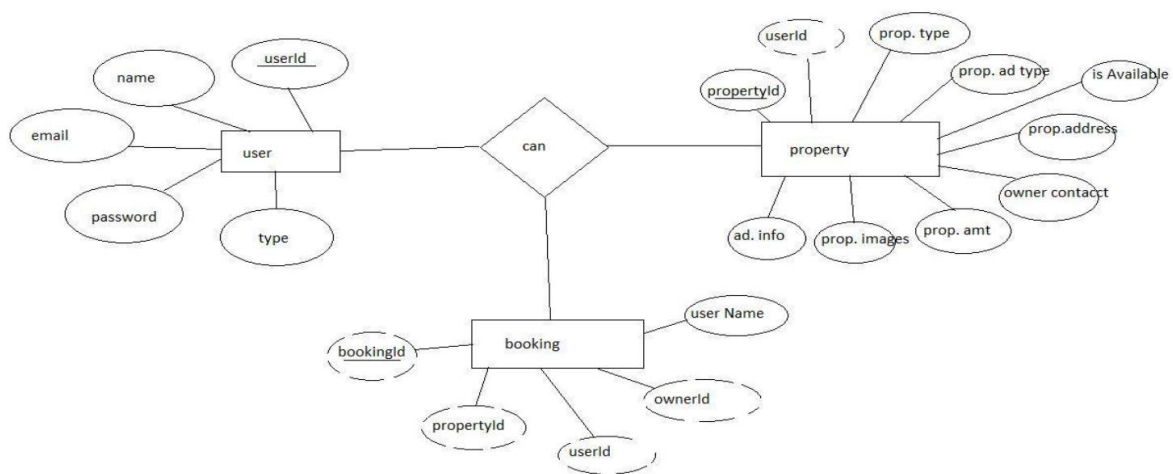 userId
name
email
user
password
type
can
userId
prop. type
propertyId
prop. ad type
is Available
prop.address
property
owner contacct
ad. info
prop. images
prop. amt
user Name
bookingId
booking
ownerId
propertyId
userId